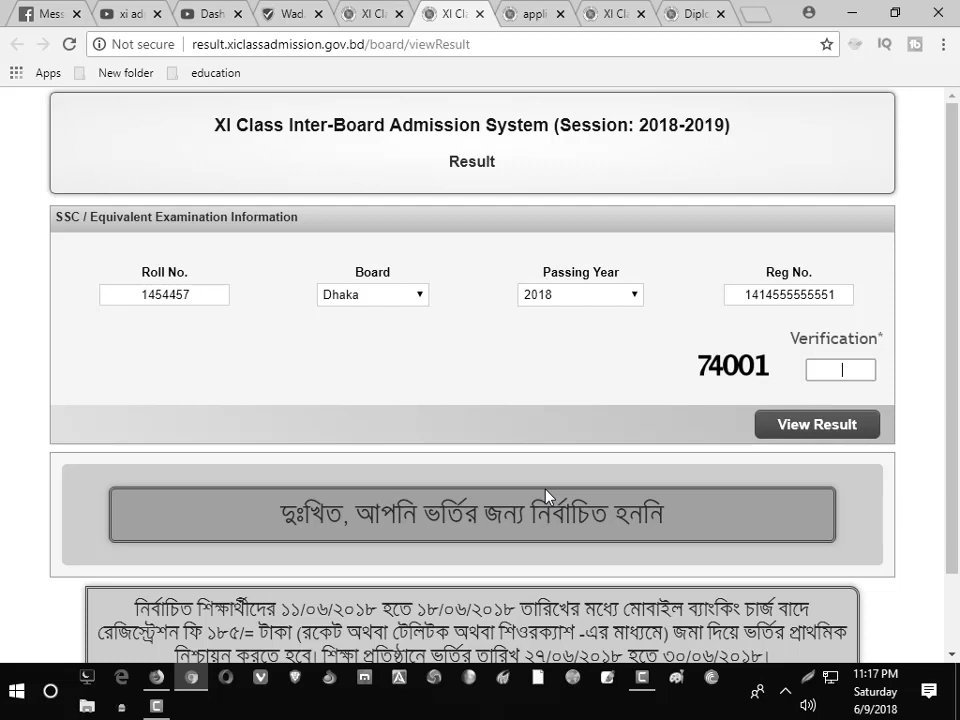 Mess
xi ad
Dash
Wad
XI Cl
XI Cl
appli
XI Cl
Diplo
Not secure
result.xiclassadmission.gov.bd/board/viewResult
IQ
Apps
New folder
education
XI Class Inter-Board Admission System (Session: 2018-2019)
Result
SSC / Equivalent Examination Information
Roll No. Board Passing Year Reg No.
1454457 Dhaka 2018 1414555555551
Verification*
74001
View Result
দুঃখিত, আপনি ভর্তির জন্য নির্বাচিত হননি
নির্বাচিত শিক্ষার্থীদের ১১/০৬/২০১৮ হতে ১৮/০৬/২০১৮ তারিখের মধ্যে মোবাইল ব্যাংকিং চার্জ বাদে
রেজিস্ট্রেশন ফি ১৮৫/= টাকা (রকেট অথবা টেলিটক অথবা শিওরক্যাশ -এর মাধ্যমে) জমা দিয়ে ভর্তির প্রাথমিক
নিশ্চায়ন করতে হবে। শিক্ষা প্রতিষ্ঠানে ভর্তির তারিখ ২৭/০৬/২০১৮ হতে ৩০/০৬/২০১৮।
11:17 PM
Saturday
6/9/2018